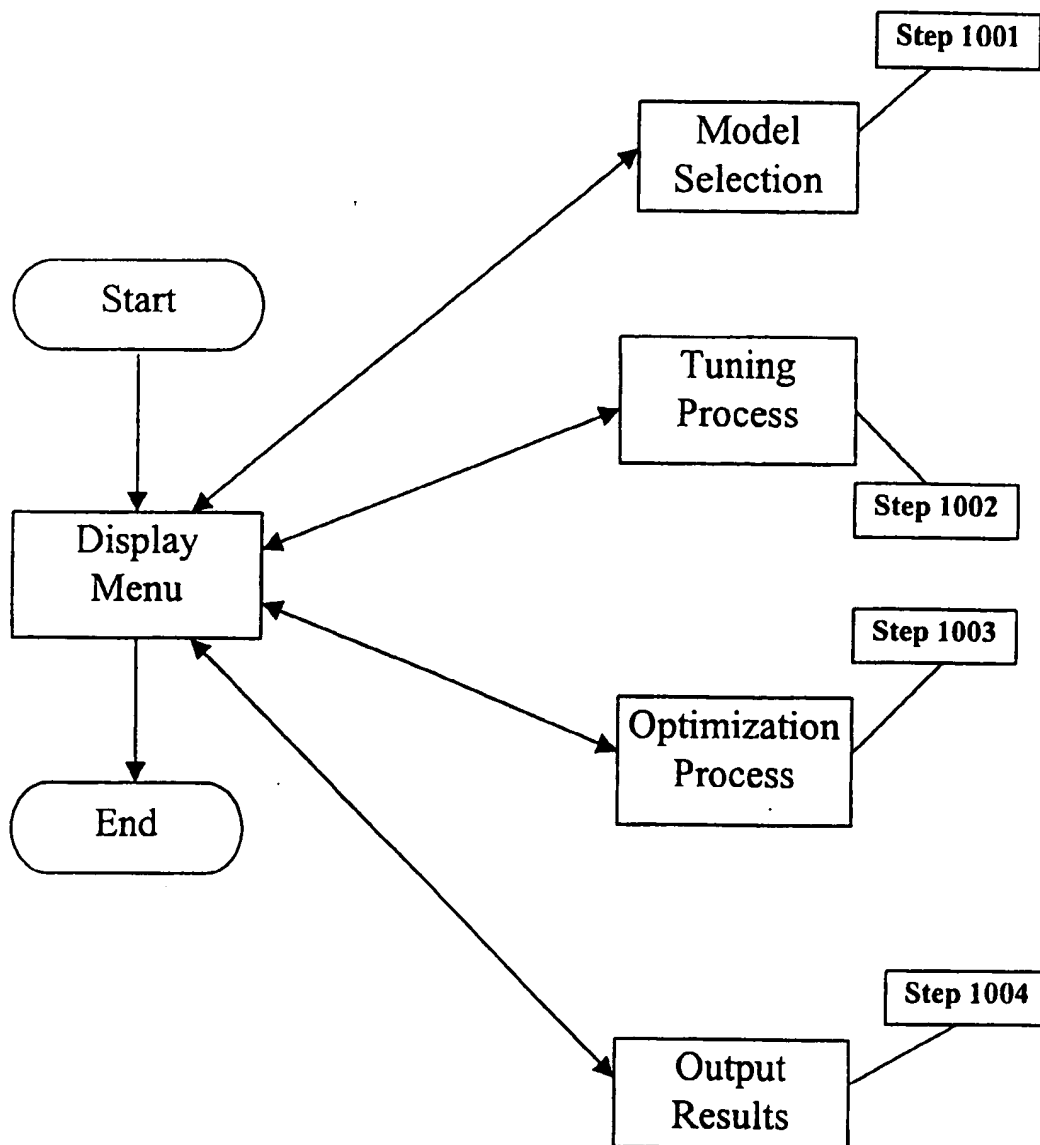 Step 1001
Model
Selection
Start
Tuning
Process
Step 1002
Display
Menu
Step 1003
Optimization
Process
End
Step 1004
Output
Results